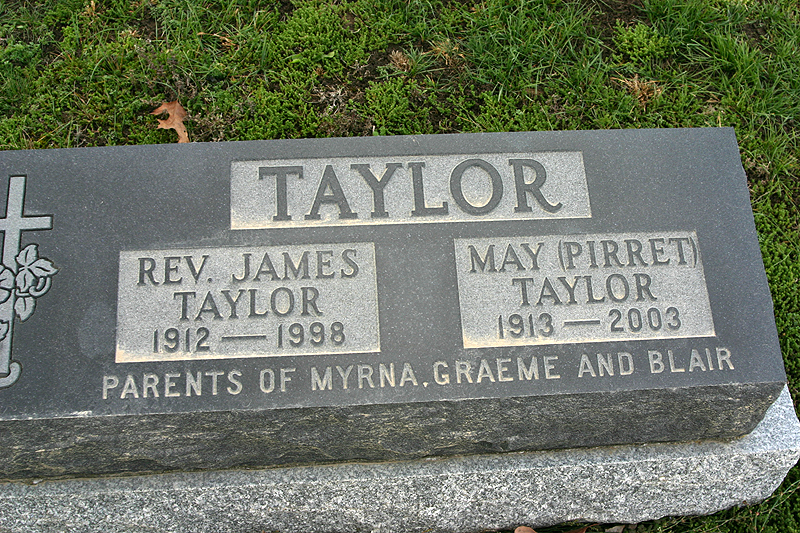 TAYLOR
REV. JAMES
TAYLOR
1912 — 1998
MAY (PIRRET)
TAYLOR
1913 — 2003
PARENTS OF MYRNA, GRAEME AND BLAIR